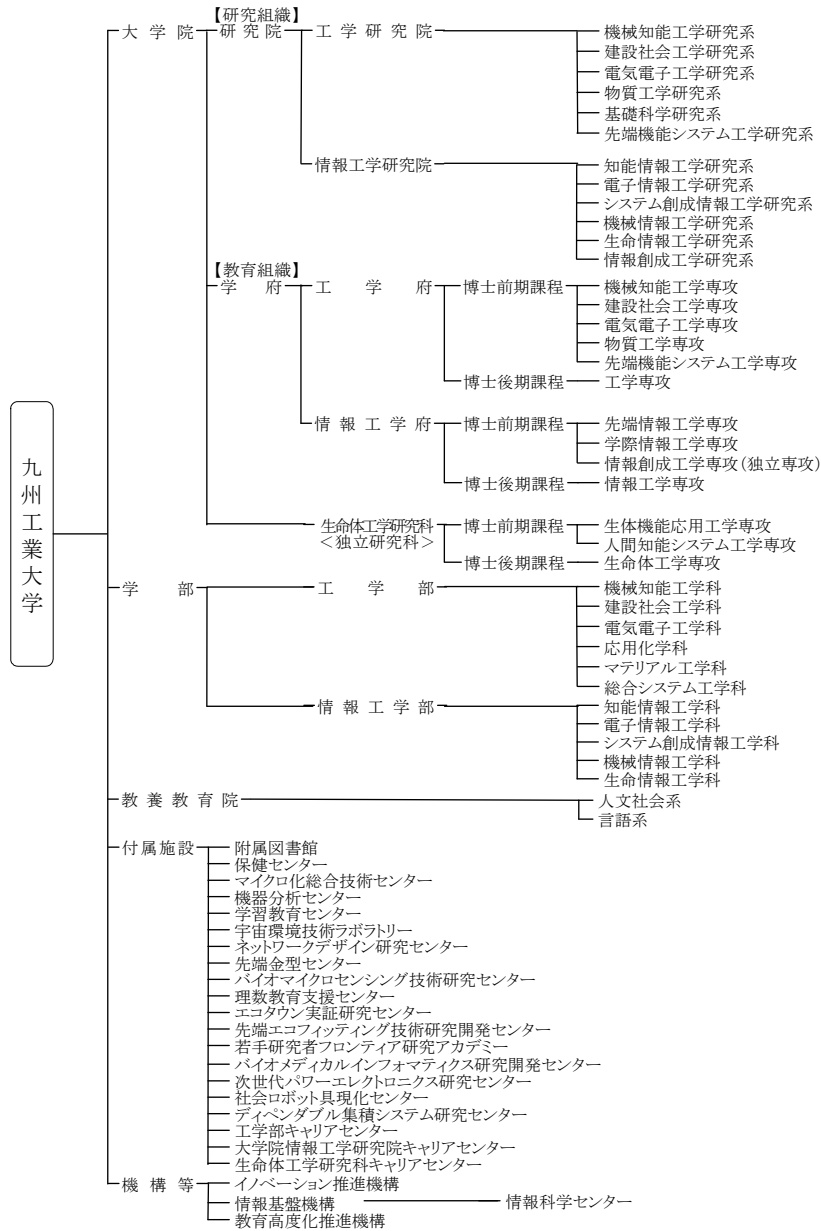 九州工業大学
大学院
【研究組織】
研究院
工学研究院
機械知能工学研究系
建設社会工学研究系
電気電子工学研究系
物質工学研究系
基礎科学研究系
先端機能システム工学研究系
情報工学研究院
知能情報工学研究系
電子情報工学研究系
システム創成情報工学研究系
機械情報工学研究系
生命情報工学研究系
情報創成工学研究系
【教育組織】
学府
工学府
博士前期課程
機械知能工学専攻
建設社会工学専攻
電気電子工学専攻
物質工学専攻
先端機能システム工学専攻
博士後期課程
工学専攻
情報工学府
博士前期課程
先端情報工学専攻
学際情報工学専攻
情報創成工学専攻(独立専攻)
博士後期課程
情報工学専攻
生命体工学研究科
＜独立研究科＞
博士前期課程
生体機能応用工学専攻
人間知能システム工学専攻
博士後期課程
生命体工学専攻
学部
工学部
機械知能工学科
建設社会工学科
電気電子工学科
応用化学科
マテリアル工学科
総合システム工学科
情報工学部
知能情報工学科
電子情報工学科
システム創成情報工学科
機械情報工学科
生命情報工学科
教養教育院
人文社会系
言語系
付属施設
附属図書館
保健センター
マイクロ化総合技術センター
機器分析センター
学習教育センター
宇宙環境技術ラボラトリー
ネットワークデザイン研究センター
先端金型センター
バイオマイクロセンシング技術研究センター
理数教育支援センター
エコタウン実証研究センター
先端エコフィッティング技術研究開発センター
若手研究者フロンティア研究アカデミー
バイオメディカルインフォマティクス研究開発センター
次世代パワーエレクトロニクス研究センター
社会ロボット具現化センター
ディペンダブル集積システム研究センター
工学部キャリアセンター
大学院情報工学研究院キャリアセンター
生命体工学研究科キャリアセンター
機構等
イノベーション推進機構
情報基盤機構
情報科学センター
教育高度化推進機構